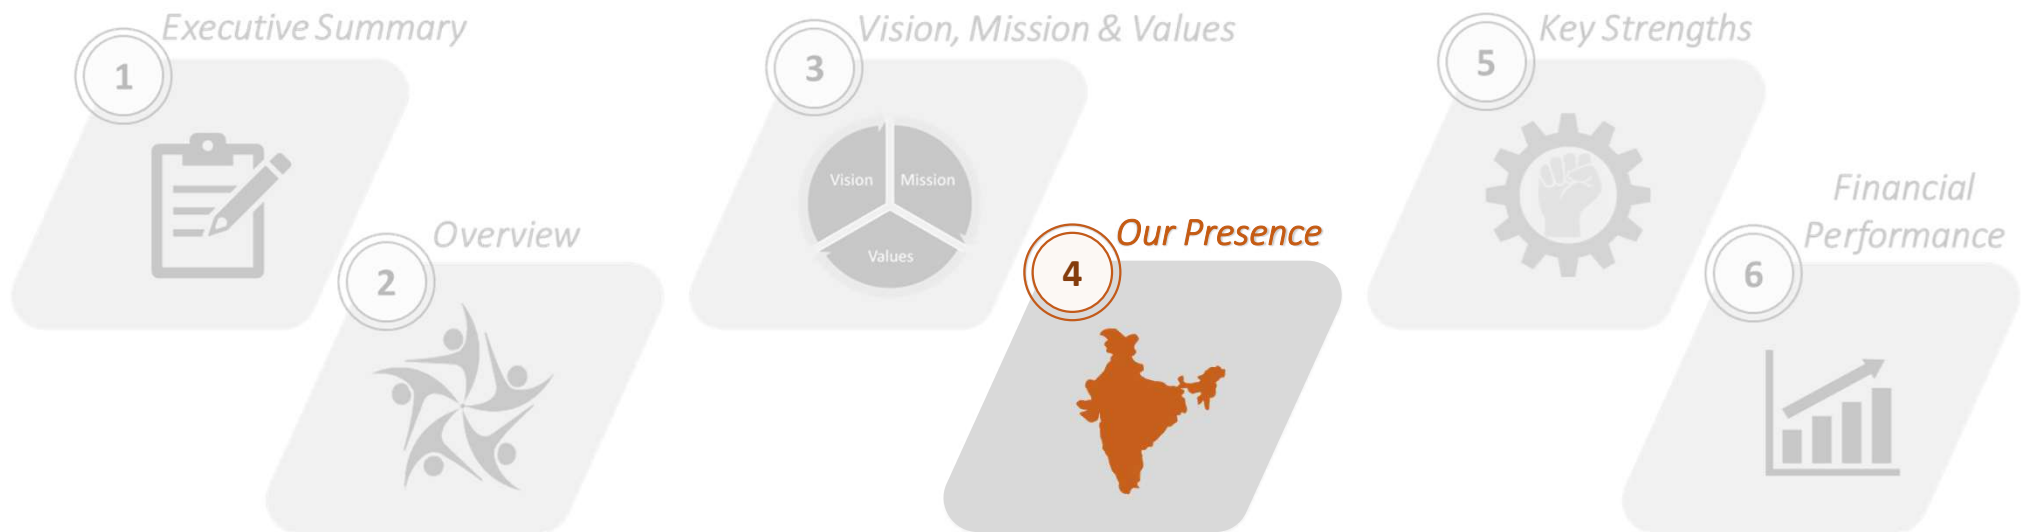 1
Executive Summary
2
Overview
3
Vision, Mission & Values
Vision
Mission
Values
4
Our Presence
5
Key Strengths
6
Financial
Performance